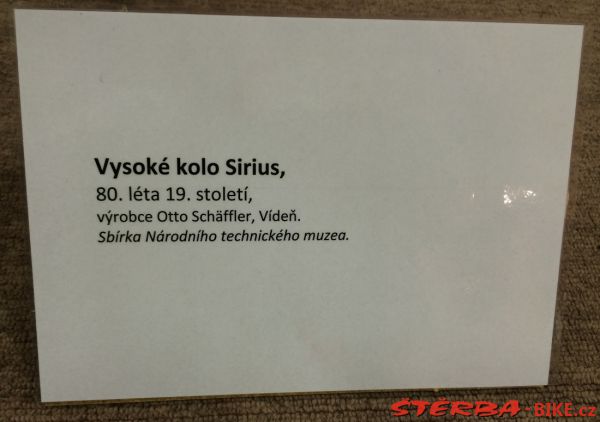 Vysoké kolo Sirius,
80. léta 19. století,
výrobce Otto Schäffler, Vídeň.
Sbírka Národního technického muzea.
ŠTĚRBA-BIKE.cz